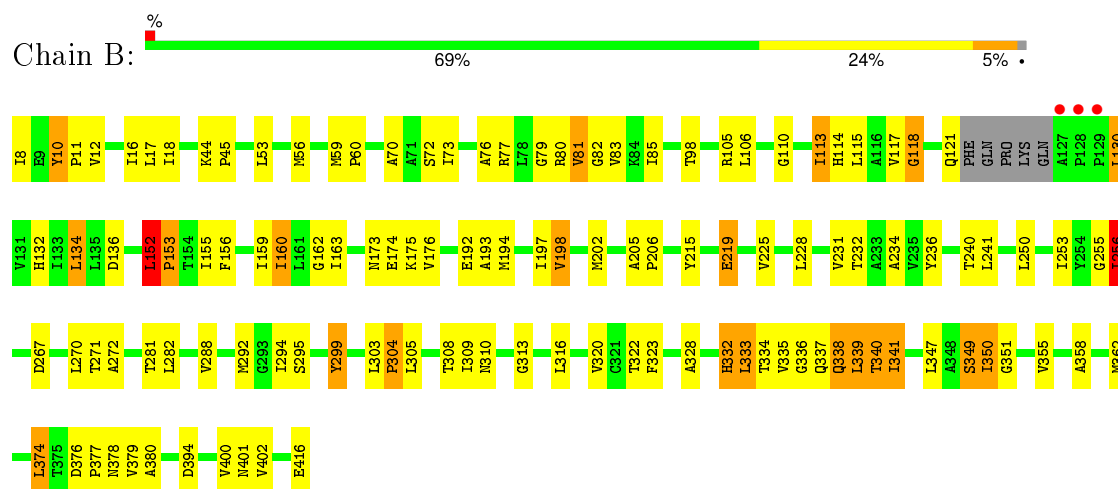 %
Chain B:
69% 24% 5% •
I8 E9 Y10 P11 V12 I16 L17 I18 K44 P45 L53 M56 M59 P60 A70 A71 S72 I73 A76 R77 L78 G79 R80 V81 G82 V83 K84 I85 T98 R105 L106 G110 I113 H114 L115 A116 V117 G118 Q121 PHE GLN PRO LYS GLN A127 P128 P129 L130
V131 H132 I133 L134 L135 D136 L152 P153 T154 I155 F156 I159 I160 L161 G162 I163 N173 E174 K175 V176 E192 A193 M194 I197 V198 M202 A205 P206 Y215 E219 V225 L228 V231 T232 A233 A234 V235 Y236 T240 L241 L250 I253 Y254 G255 I256
D267 L270 T271 A272 T281 L282 V288 M292 G293 I294 S295 Y299 L303 P304 L305 T308 I309 N310 G313 L316 V320 C321 T322 F323 A328 H332 L333 T334 V335 G336 Q337 Q338 L339 T340 I341 L347 A348 S349 I350 G351 V355 A358 M362
L374 T375 D376 P377 N378 V379 A380 D394 V400 N401 V402 E416